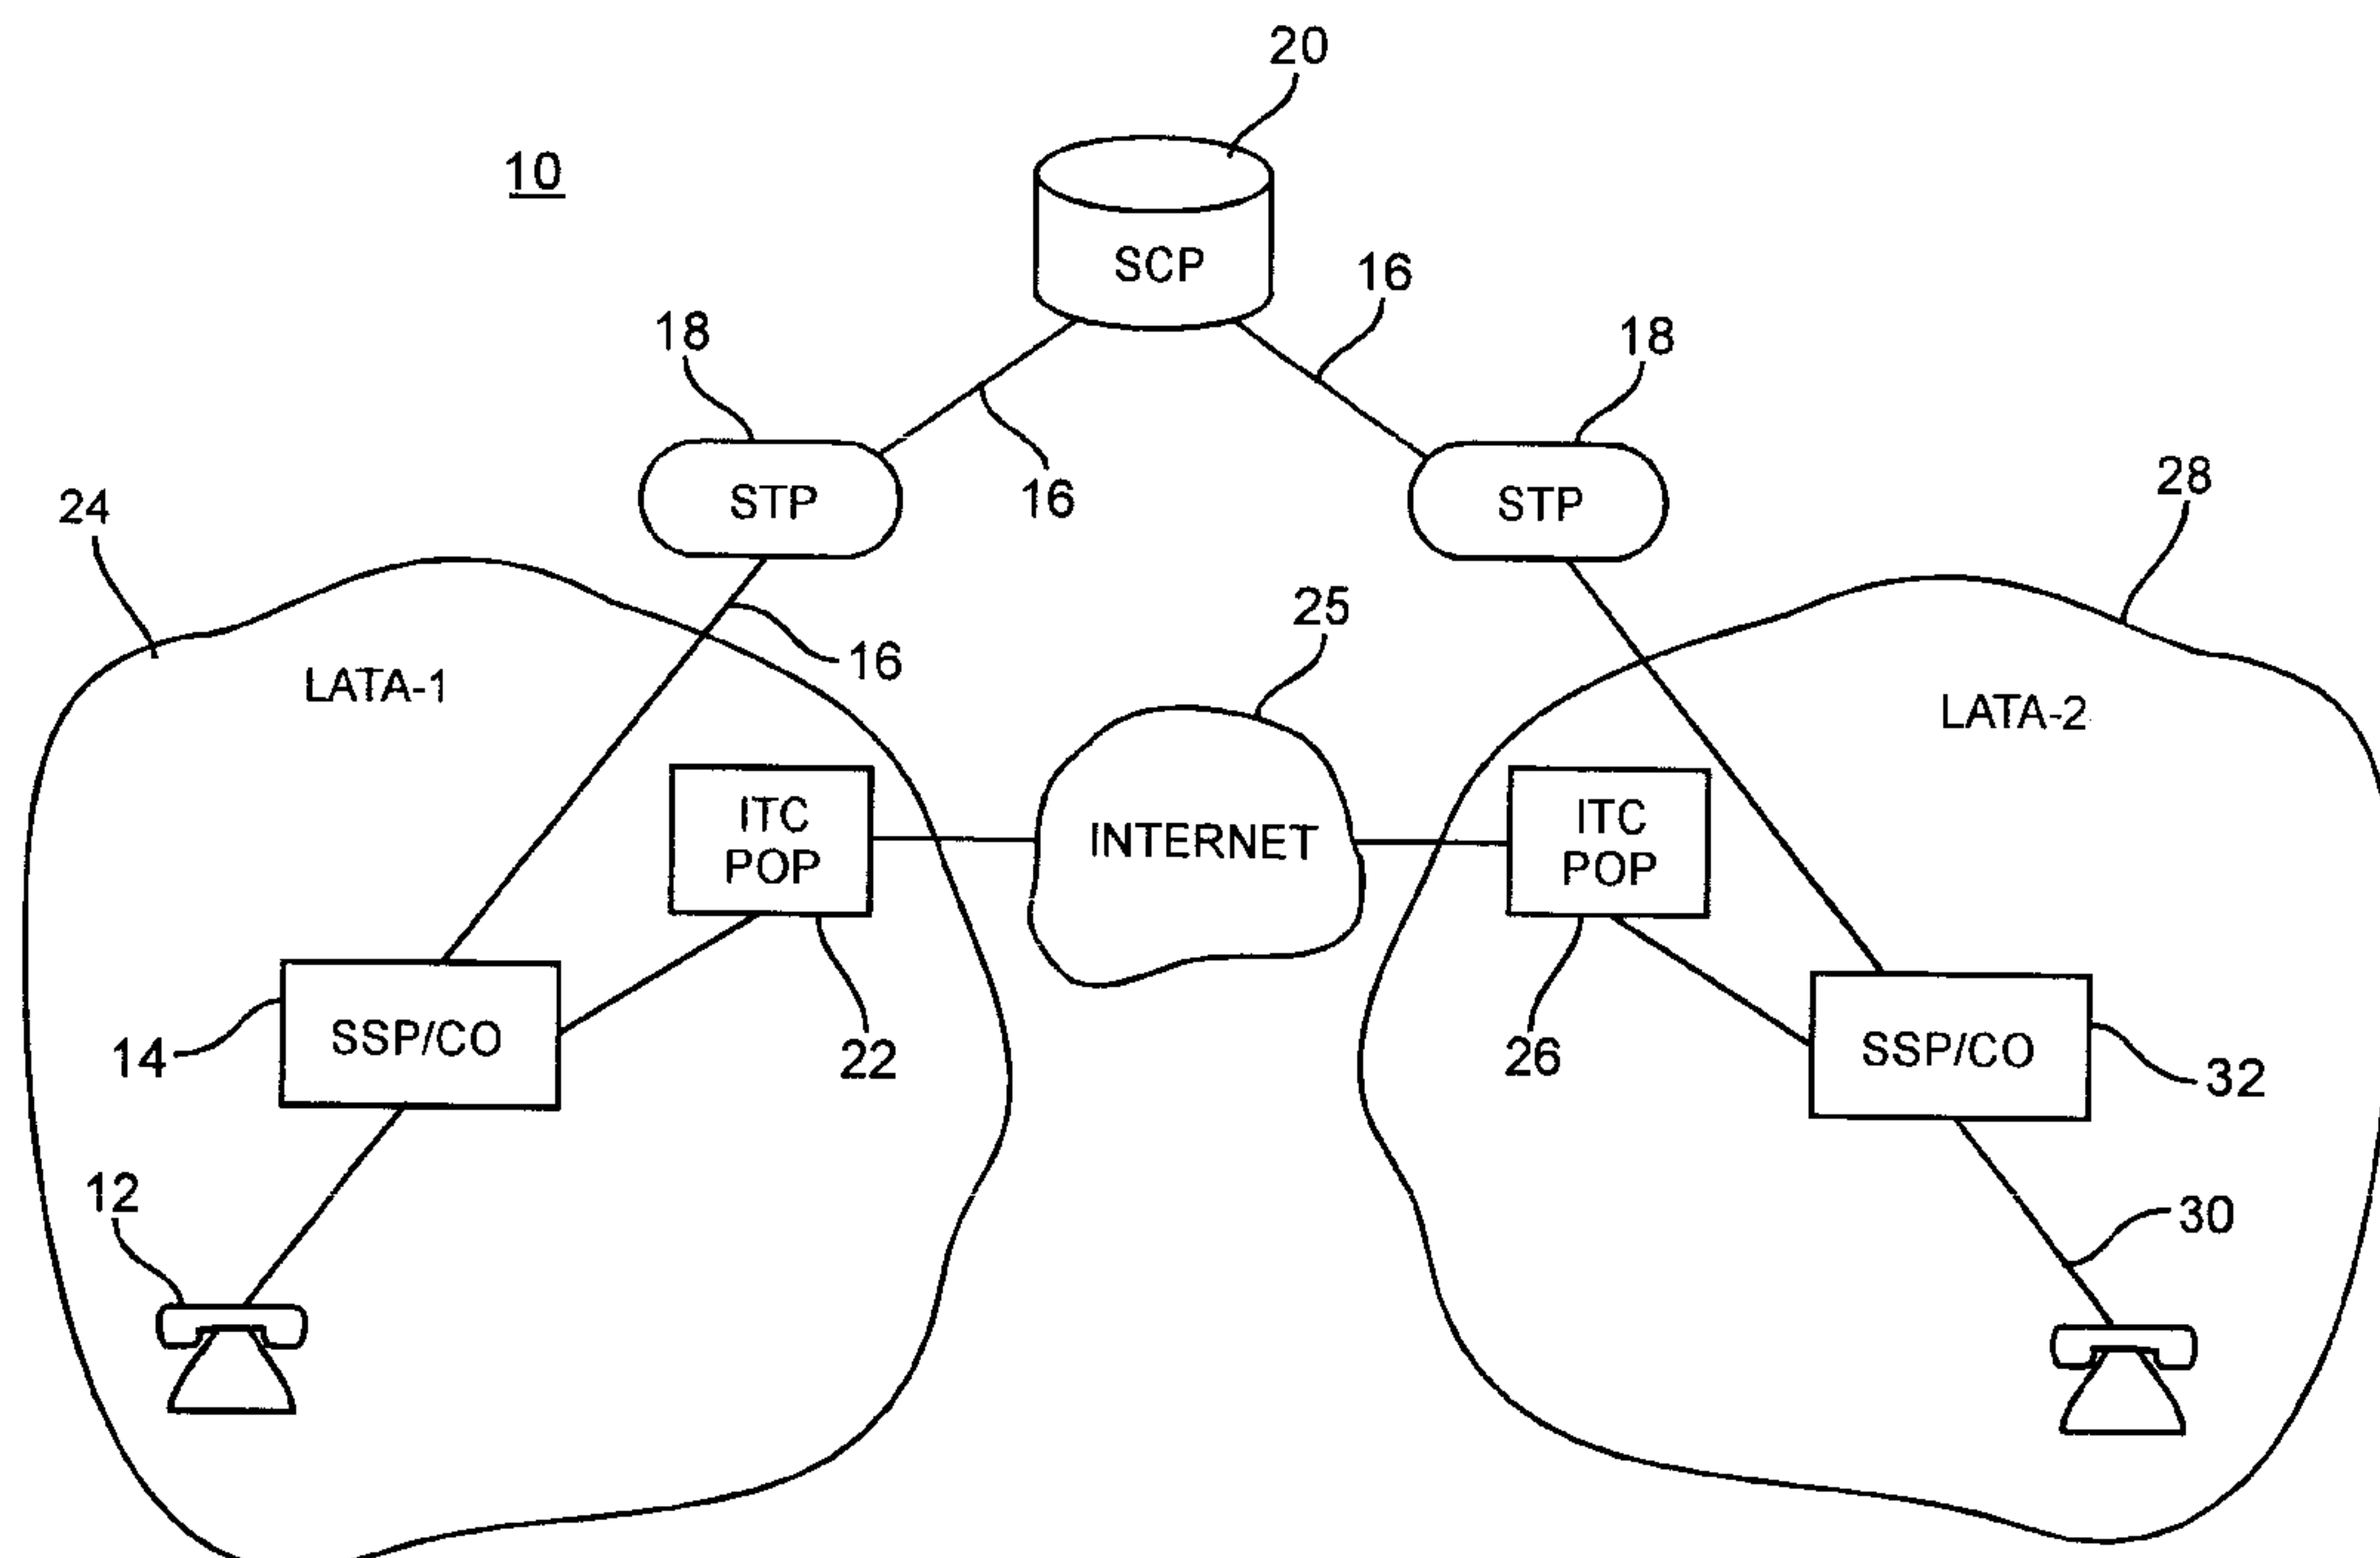 20
10
SCP
16
18
18
16
STP
STP
24
28
25
16
LATA-1
LATA-2
ITC
POP
INTERNET
ITC
POP
14
SSP/CO
22
26
SSP/CO
32
12
30